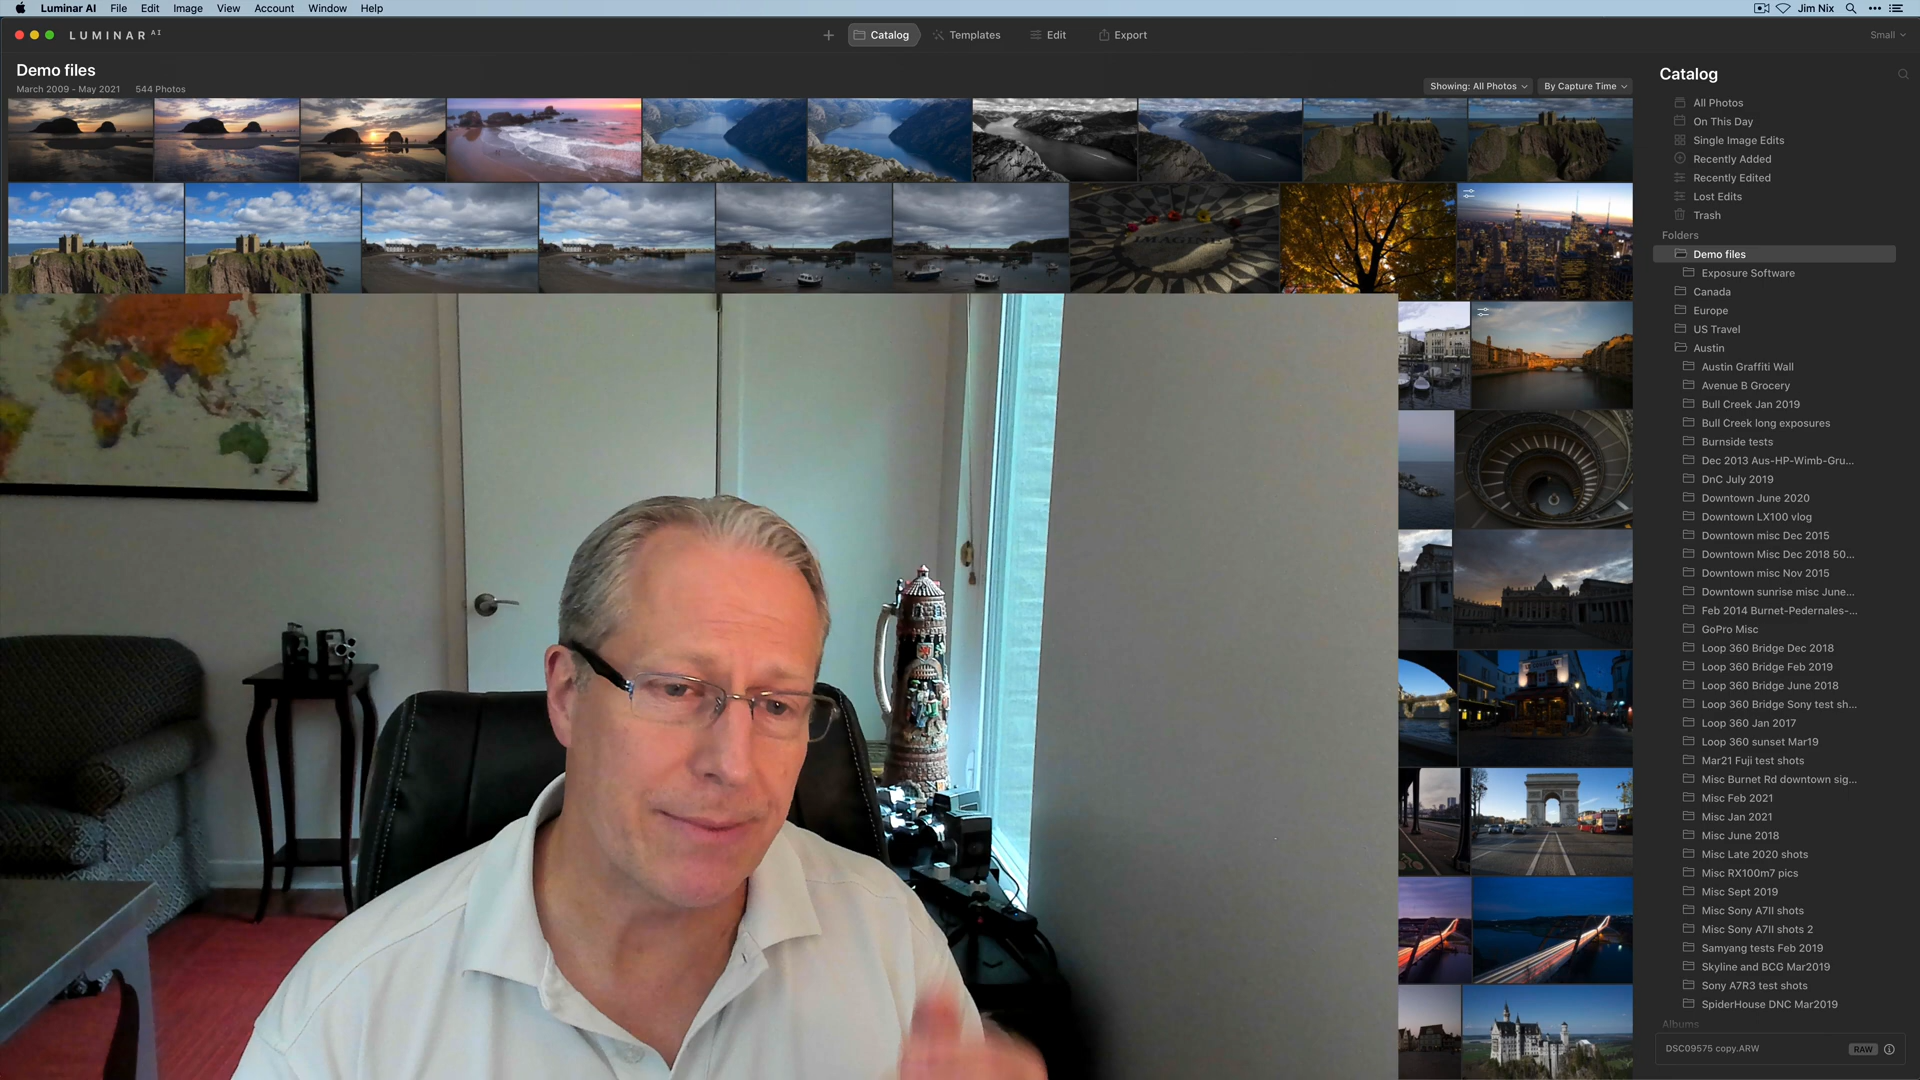 Luminar AI File Edit Image View Account Window Help Jim Nix
LUMINAR AI Catalog Templates Edit Export Small
Demo files
March 2009 - May 2021 544 Photos
Showing: All Photos By Capture Time
IMAGINE
Catalog
All Photos
On This Day
Single Image Edits
Recently Added
Recently Edited
Lost Edits
Trash
Folders
Demo files
Exposure Software
Canada
Europe
US Travel
Austin
Austin Graffiti Wall
Avenue B Grocery
Bull Creek Jan 2019
Bull Creek long exposures
Burnside tests
Dec 2013 Aus-HP-Wimb-Gru...
DnC July 2019
Downtown June 2020
Downtown LX100 vlog
Downtown misc Dec 2015
Downtown Misc Dec 2018 50...
Downtown misc Nov 2015
Downtown sunrise misc June...
Feb 2014 Burnet-Pedernales-...
GoPro Misc
Loop 360 Bridge Dec 2018
Loop 360 Bridge Feb 2019
Loop 360 Bridge June 2018
Loop 360 Bridge Sony test sh...
Loop 360 Jan 2017
Loop 360 sunset Mar19
Mar21 Fuji test shots
Misc Burnet Rd downtown sig...
Misc Feb 2021
Misc Jan 2021
Misc June 2018
Misc Late 2020 shots
Misc RX100m7 pics
Misc Sept 2019
Misc Sony A7II shots
Misc Sony A7II shots 2
Samyang tests Feb 2019
Skyline and BCG Mar2019
Sony A7R3 test shots
SpiderHouse DNC Mar2019
Albums
DSC09575 copy.ARW RAW